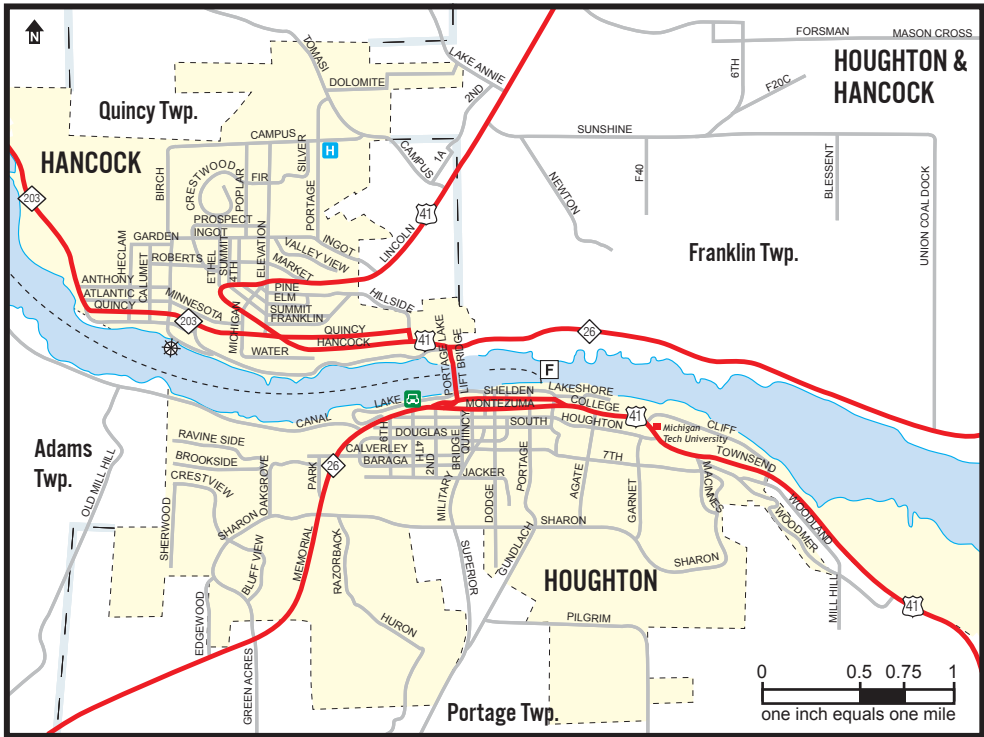 N
FORSMAN
MASON CROSS
TOMASI
LAKE ANNIE
HOUGHTON &
HANCOCK
6TH
F20C
DOLOMITE
2ND
Quincy Twp.
CAMPUS
SUNSHINE
HANCOCK
H
SILVER
CAMPUS
1A
BIRCH
CRESTWOOD
POPLAR
FIR
PORTAGE
NEWTON
F40
BLESSENT
UNION COAL DOCK
203
41
LINCOLN
PROSPECT
INGOT
GARDEN
HECLAM
CALUMET
ROBERTS
ETHEL
SUMMIT
4TH
ELEVATION
VALLEY VIEW
INGOT
MARKET
Franklin Twp.
ANTHONY
ATLANTIC
QUINCY
MINNESOTA
PINE
ELM
SUMMIT
FRANKLIN
HILLSIDE
203
MICHIGAN
QUINCY
HANCOCK
41
26
WATER
PORTAGE LAKE
LIFT BRIDGE
F
SHELDEN
LAKESHORE
LAKE
MONTEZUMA
COLLEGE
CANAL
41
CLIFF
Michigan
Tech University
6TH
DOUGLAS
SOUTH
HOUGHTON
Adams
Twp.
RAVINE SIDE
CALVERLEY
BARAGA
4TH
2ND
BRIDGE
QUINCY
7TH
TOWNSEND
BROOKSIDE
PARK
26
JACKER
PORTAGE
AGATE
GARNET
MACINNES
CRESTVIEW
OAKGROVE
OLD MILL HILL
SHERWOOD
MILITARY
DODGE
WOODLAND
WOODMER
SHARON
SHARON
SHARON
BLUFF VIEW
MEMORIAL
RAZORBACK
SUPERIOR
GUNDLACH
HOUGHTON
MILL HILL
41
EDGEWOOD
HURON
PILGRIM
GREEN ACRES
Portage Twp.
0 0.5 0.75 1
one inch equals one mile